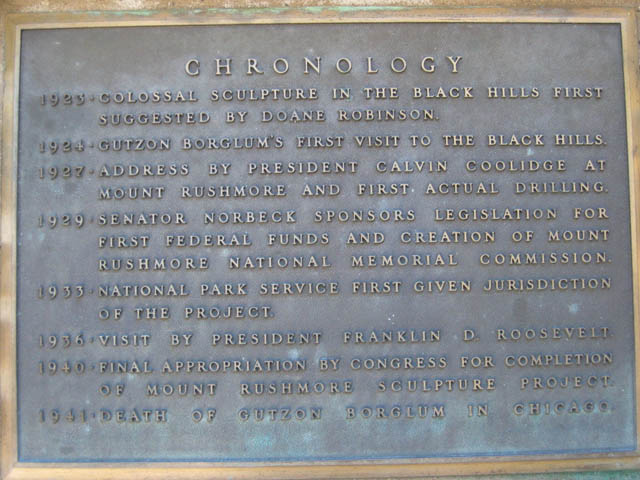 CHRONOLOGY
1923·COLOSSAL SCULPTURE IN THE BLACK HILLS FIRST
SUGGESTED BY DOANE ROBINSON.
1924·GUTZON BORGLUM'S FIRST VISIT TO THE BLACK HILLS.
1927·ADDRESS BY PRESIDENT CALVIN COOLIDGE AT
MOUNT RUSHMORE AND FIRST ACTUAL DRILLING.
1929·SENATOR NORBECK SPONSORS LEGISLATION FOR
FIRST FEDERAL FUNDS AND CREATION OF MOUNT
RUSHMORE NATIONAL MEMORIAL COMMISSION.
1933·NATIONAL PARK SERVICE FIRST GIVEN JURISDICTION
OF THE PROJECT.
1936·VISIT BY PRESIDENT FRANKLIN D. ROOSEVELT
1940·FINAL APPROPRIATION BY CONGRESS FOR COMPLETION
OF MOUNT RUSHMORE SCULPTURE PROJECT.
1941·DEATH OF GUTZON BORGLUM IN CHICAGO.